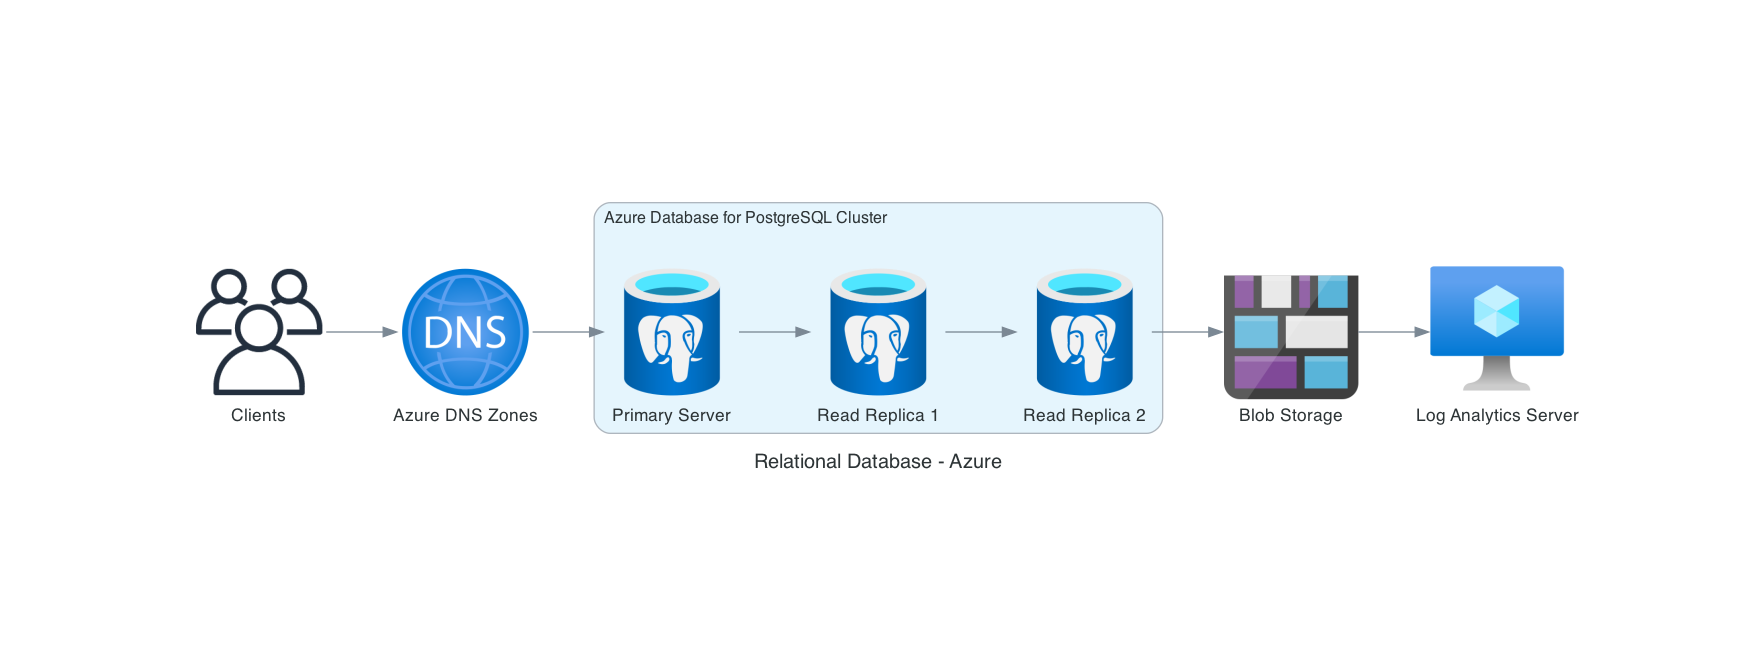 Azure Database for PostgreSQL Cluster
DNS
Clients
Azure DNS Zones
Primary Server
Read Replica 1
Read Replica 2
Blob Storage
Log Analytics Server
Relational Database - Azure